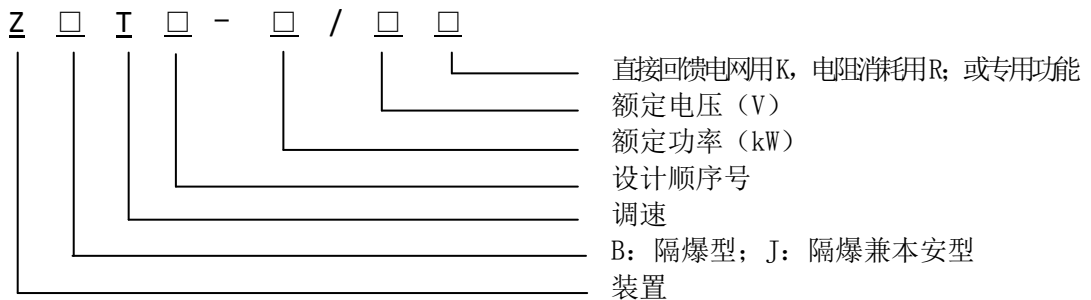 Z □ T □ - □ / □ □
直接回馈电网用K，电阻消耗用R；或专用功能
额定电压（V）
额定功率（kW）
设计顺序号
调速
B：隔爆型；J：隔爆兼本安型
装置